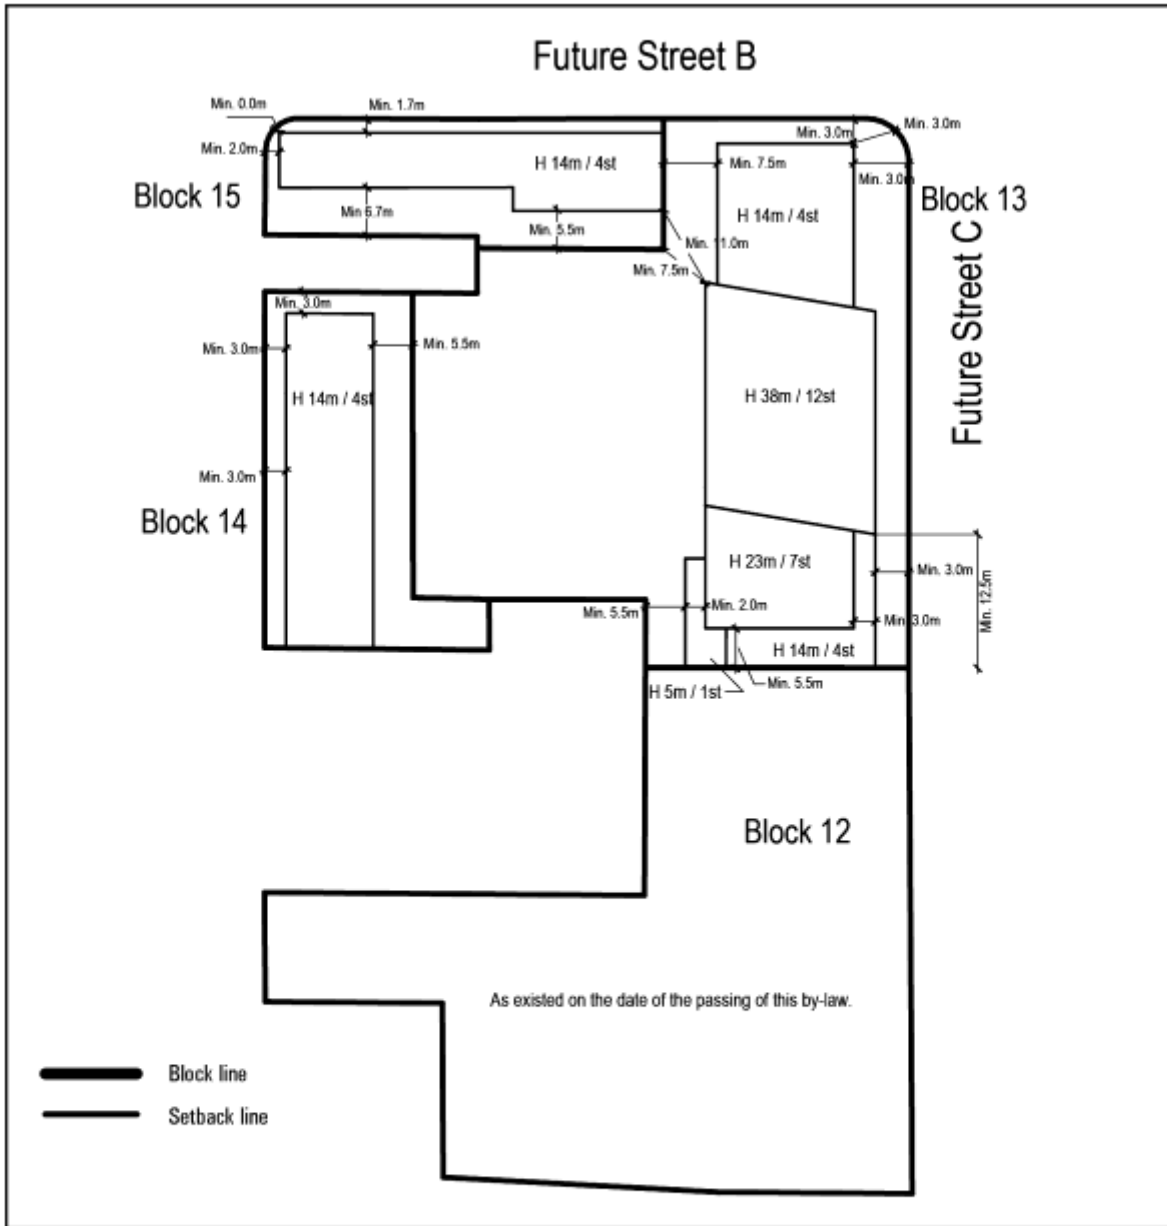 Future Street B
Min. 0.0m
Min. 1.7m
Min. 3.0m
Min. 3.0m
Min. 2.0m
H 14m / 4st
Min. 7.5m
Min. 3.0m
Block 15
Block 13
Min 6.7m
H 14m / 4st
Min. 5.5m
Min. 11.0m
Min. 7.5m
Future Street C
Min. 3.0m
Min. 3.0m
Min. 5.5m
H 14m / 4st
H 38m / 12st
Min. 3.0m
Block 14
H 23m / 7st
Min. 3.0m
Min. 12.5m
Min. 5.5m
Min. 2.0m
Min. 3.0m
H 14m / 4st
H 5m / 1st
Min. 5.5m
Block 12
As existed on the date of the passing of this by-law.
Block line
Setback line